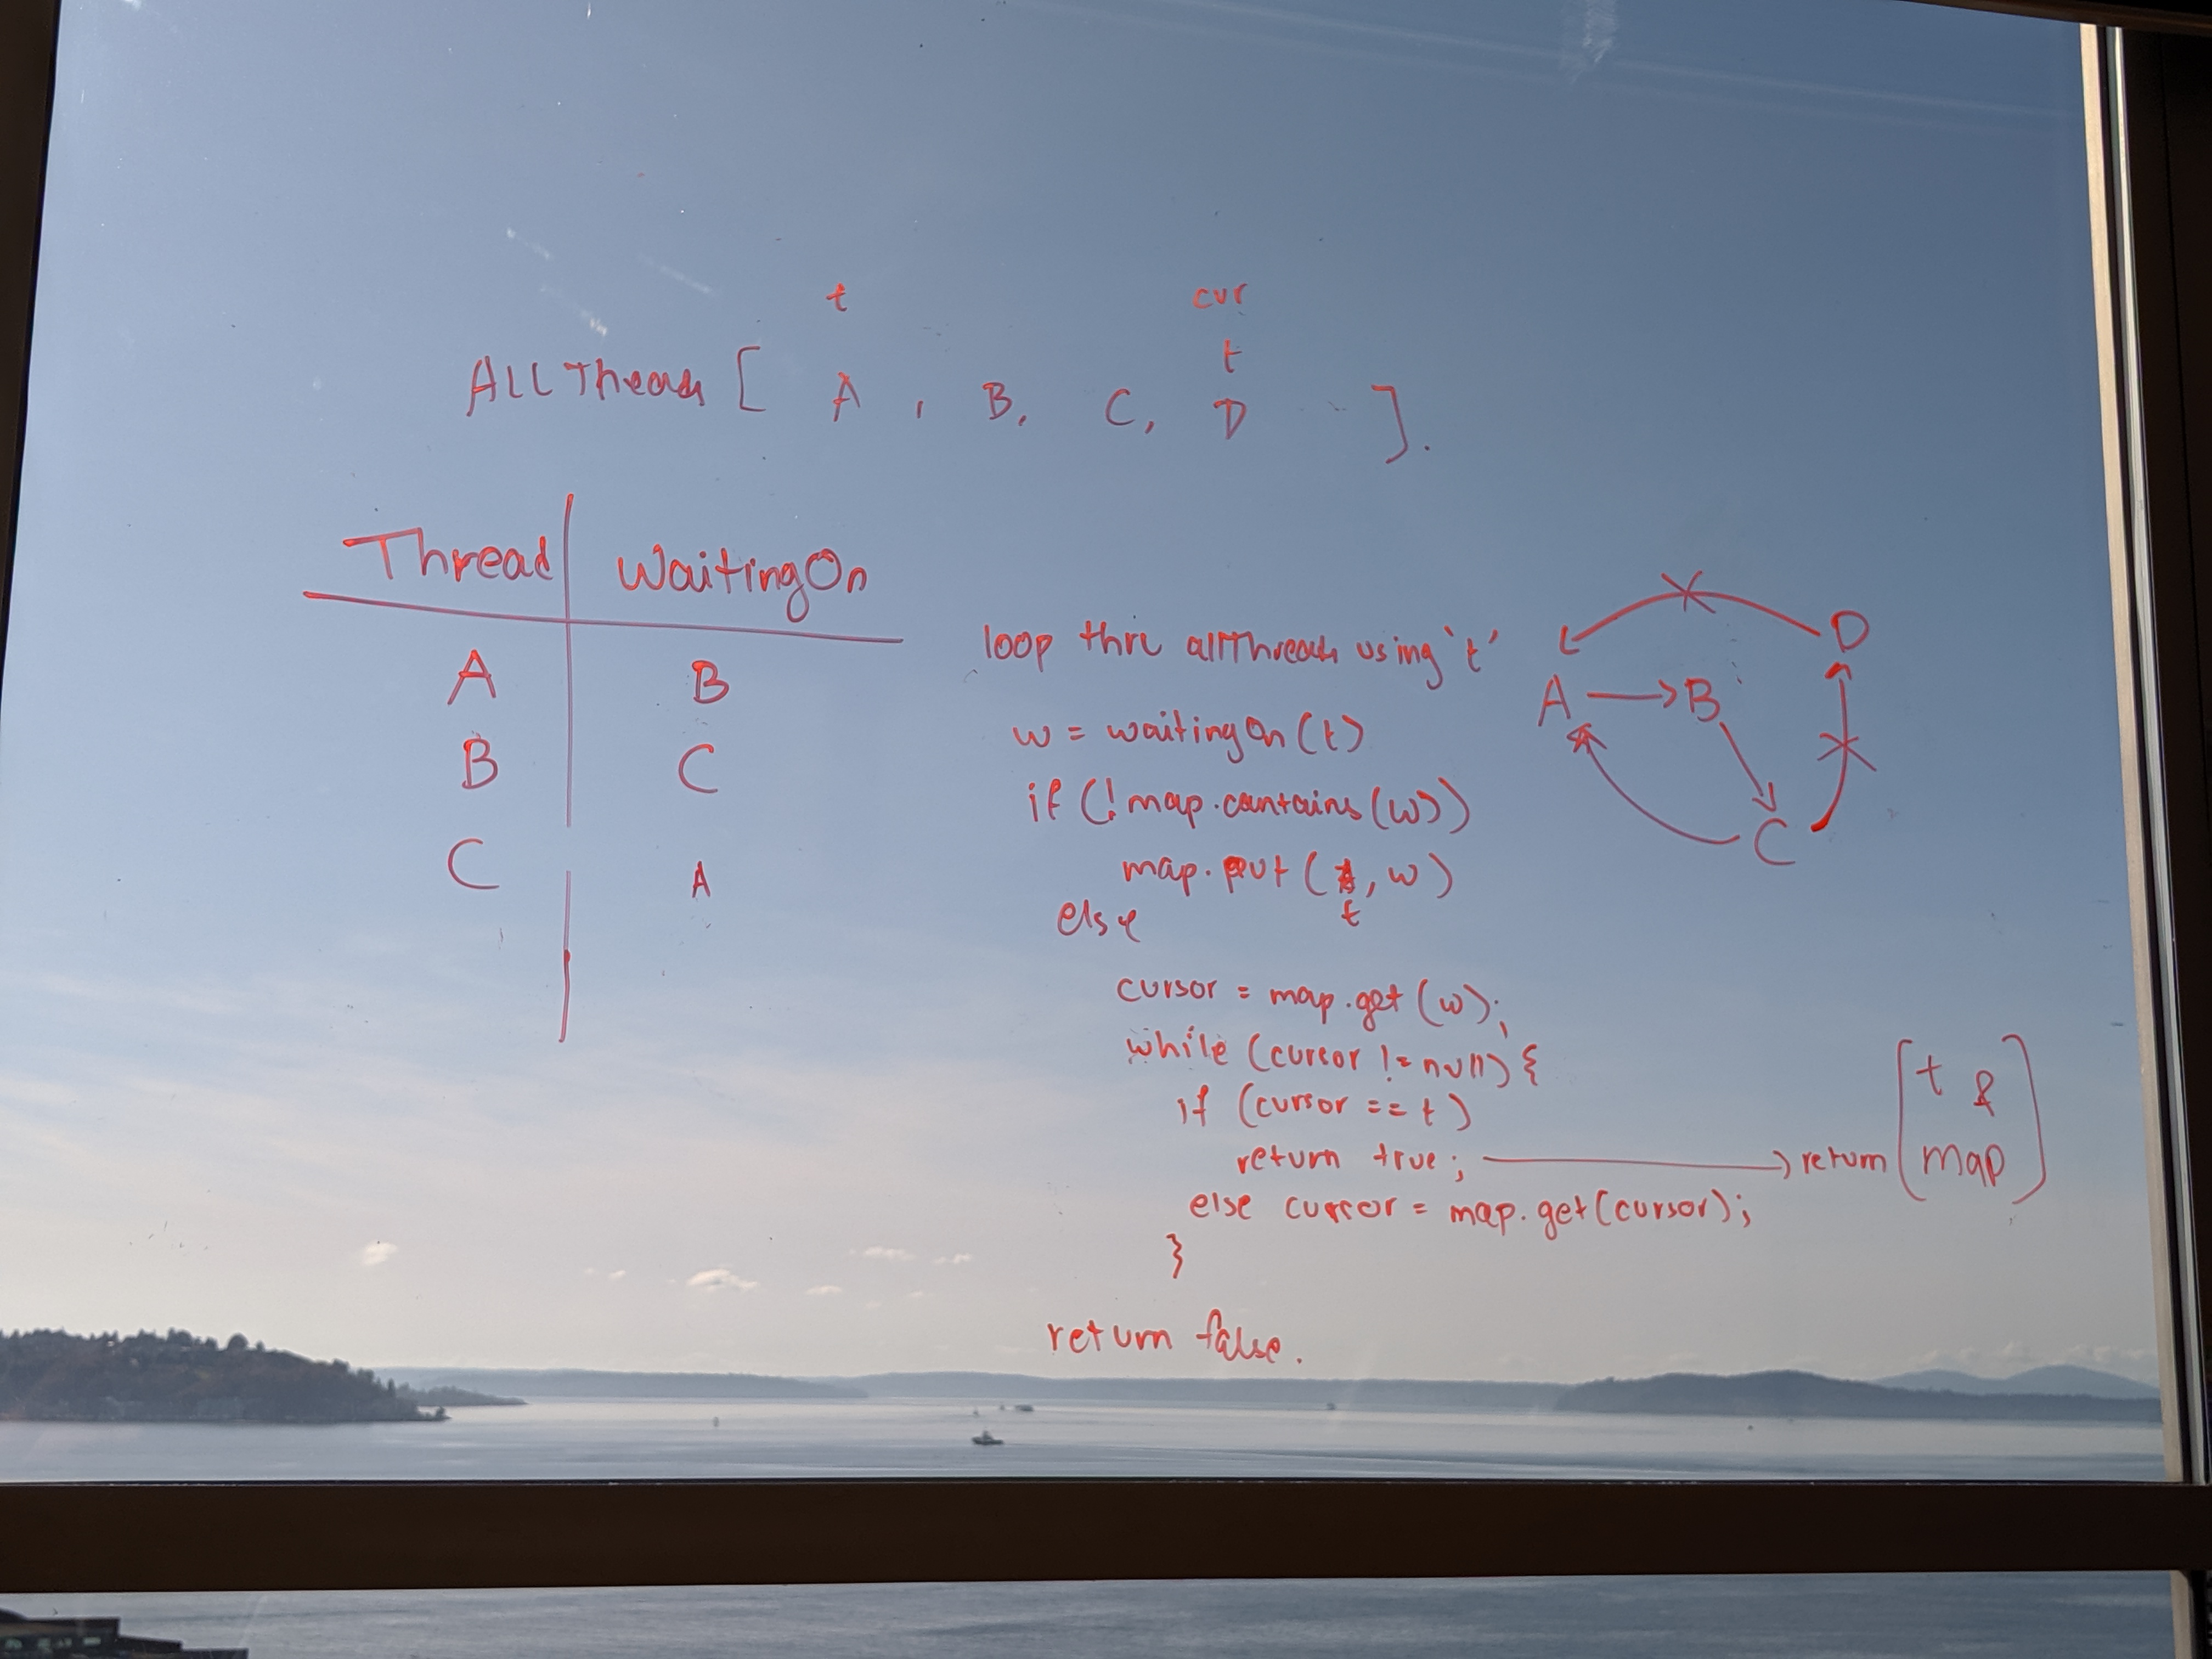 t cur
t
ALL Threads [ A , B, C, D ].
Thread WaitingOn
A B
B C
C A
loop thru allThreads using 't'
w = waitingOn (t)
if (! map.contains (w))
map. put ( , w )
t
else
cursor = map.get (w);
while (cursor != null) {
if (cursor == t )
return true; → return [ t &
map ]
else cursor = map.get(cursor);
}
return false.
D
A → B
C